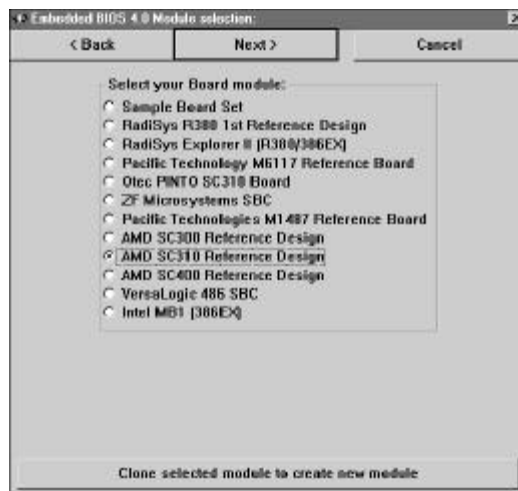 Embedded BIOS 4.0 Module selection:
< Back
Next >
Cancel
Select your Board module:
Sample Board Set
RadiSys R380 1st Reference Design
RadiSys Explorer II (R380/386EX)
Pacific Technology M6117 Reference Board
Otec PINTO SC310 Board
ZF Microsystems SBC
Pacific Technologies M1487 Reference Board
AMD SC300 Reference Design
AMD SC310 Reference Design
AMD SC400 Reference Design
VersaLogic 486 SBC
Intel MB1 (386EX)
Clone selected module to create new module